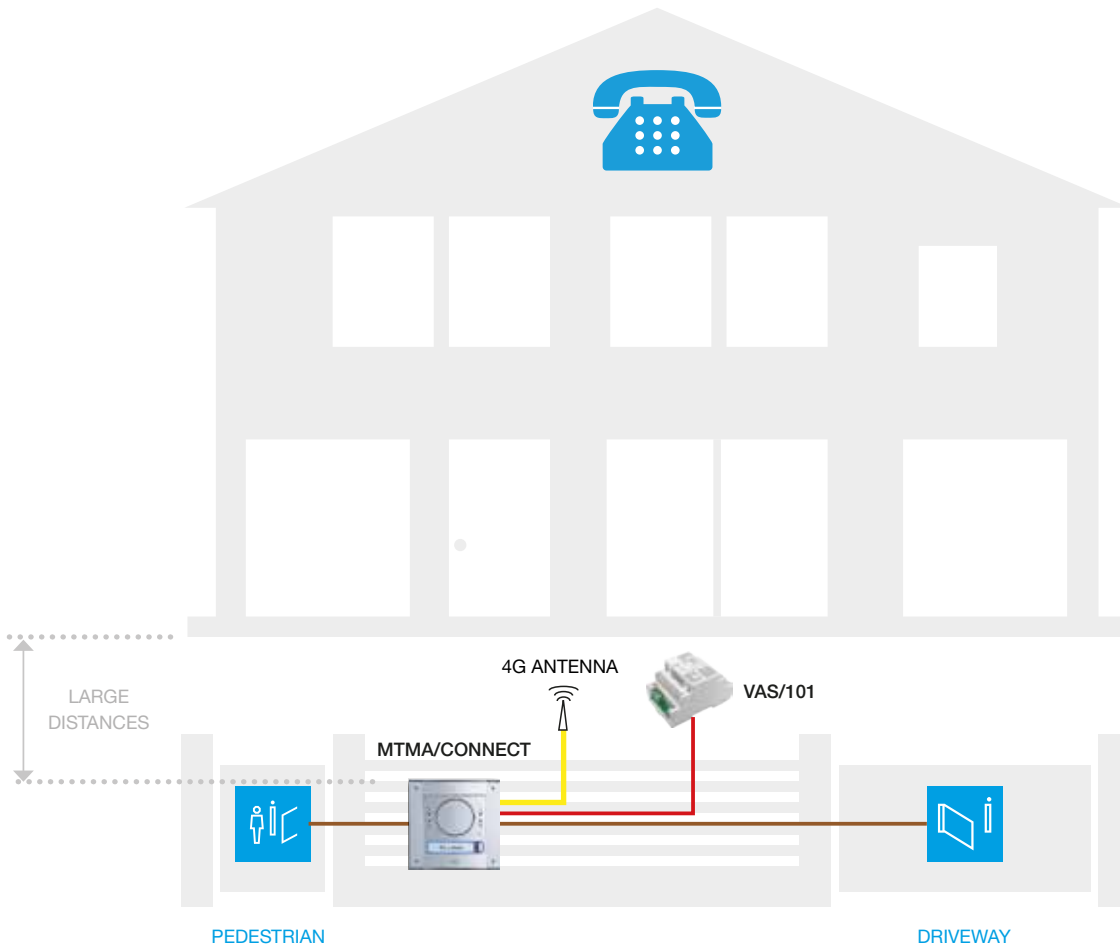 4G ANTENNA
VAS/101
LARGE
DISTANCES
MTMA/CONNECT
PEDESTRIAN
DRIVEWAY